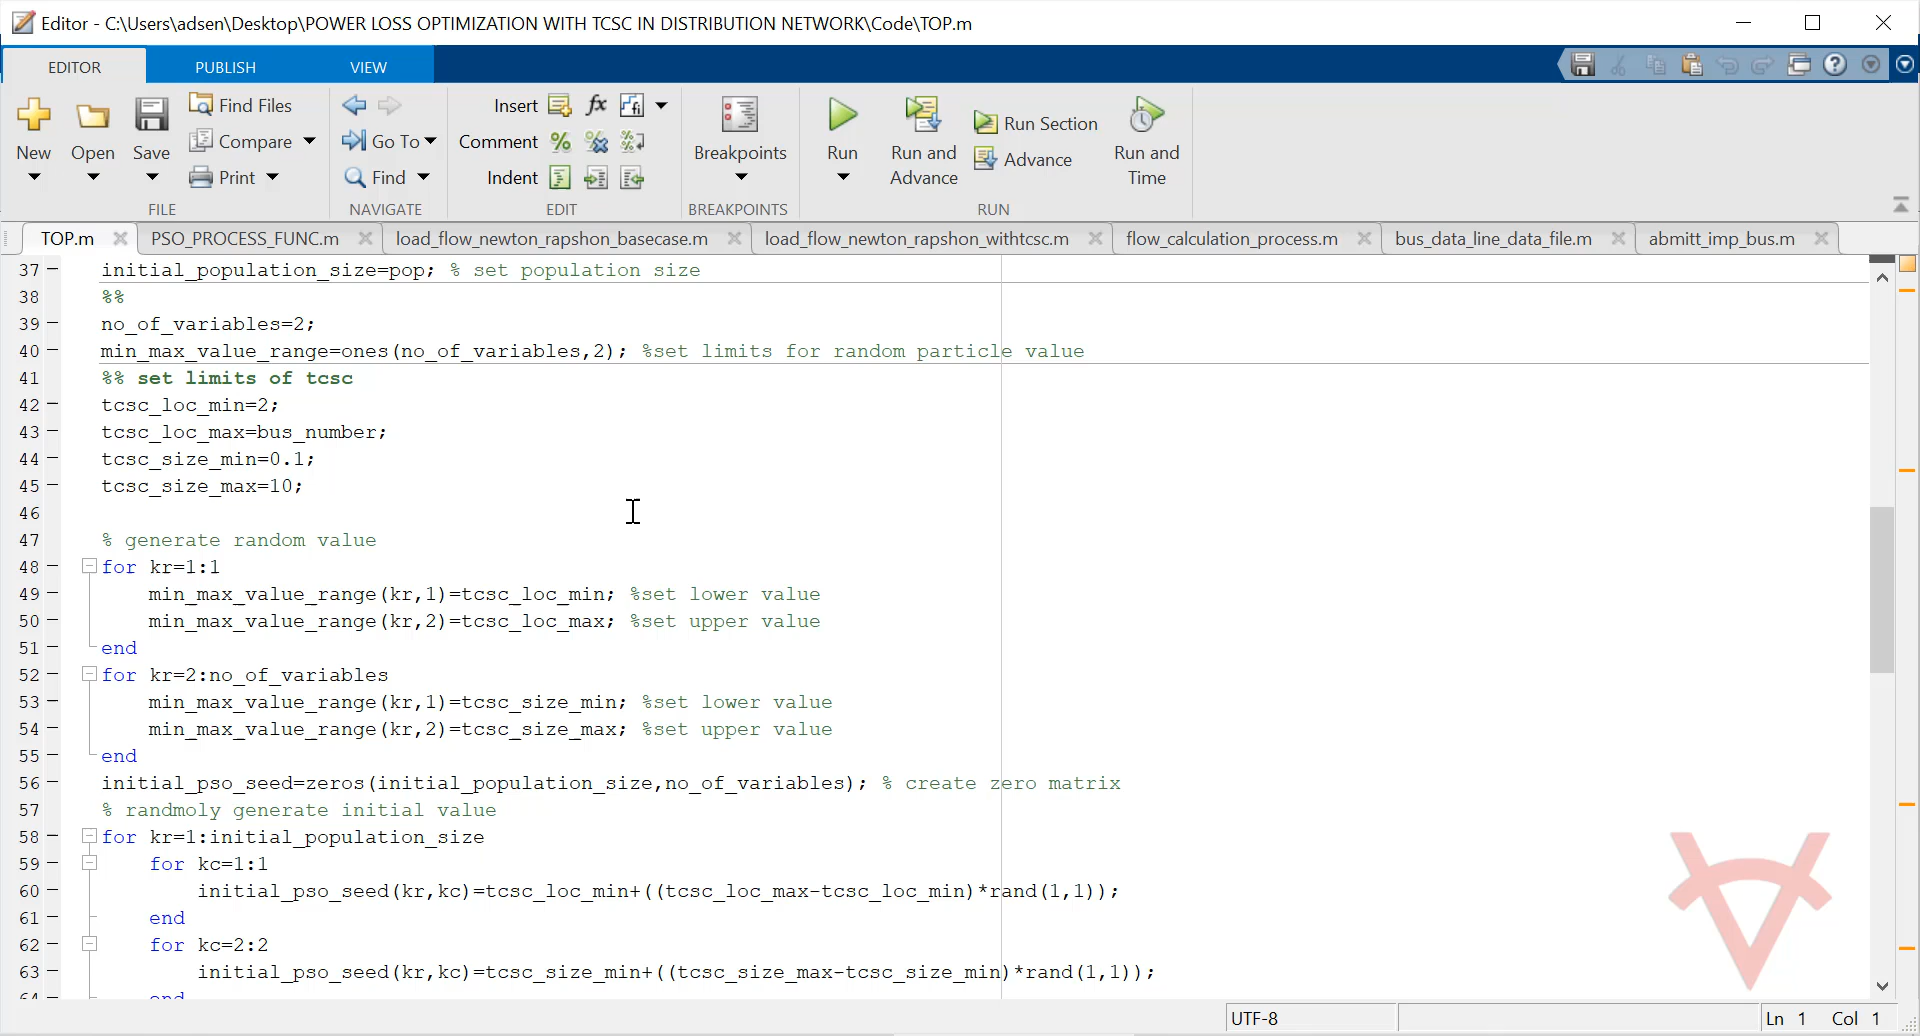 Editor - C:\Users\adsen\Desktop\POWER LOSS OPTIMIZATION WITH TCSC IN DISTRIBUTION NETWORK\Code\TOP.m
EDITOR PUBLISH VIEW
New Open Save Find Files Compare Print
Go To Find
Insert fx
Comment
Indent
Breakpoints
Run Run and Advance Run Section Advance Run and Time
FILE NAVIGATE EDIT BREAKPOINTS RUN
TOP.m PSO_PROCESS_FUNC.m load_flow_newton_rapshon_basecase.m load_flow_newton_rapshon_withtcsc.m flow_calculation_process.m bus_data_line_data_file.m abmitt_imp_bus.m
37 initial_population_size=pop; % set population size
38 %%
39 no_of_variables=2;
40 min_max_value_range=ones(no_of_variables,2); %set limits for random particle value
41 %% set limits of tcsc
42 tcsc_loc_min=2;
43 tcsc_loc_max=bus_number;
44 tcsc_size_min=0.1;
45 tcsc_size_max=10;
46
47 % generate random value
48 for kr=1:1
49 min_max_value_range(kr,1)=tcsc_loc_min; %set lower value
50 min_max_value_range(kr,2)=tcsc_loc_max; %set upper value
51 end
52 for kr=2:no_of_variables
53 min_max_value_range(kr,1)=tcsc_size_min; %set lower value
54 min_max_value_range(kr,2)=tcsc_size_max; %set upper value
55 end
56 initial_pso_seed=zeros(initial_population_size,no_of_variables); % create zero matrix
57 % randmoly generate initial value
58 for kr=1:initial_population_size
59 for kc=1:1
60 initial_pso_seed(kr,kc)=tcsc_loc_min+((tcsc_loc_max-tcsc_loc_min)*rand(1,1));
61 end
62 for kc=2:2
63 initial_pso_seed(kr,kc)=tcsc_size_min+((tcsc_size_max-tcsc_size_min)*rand(1,1));
64 end
UTF-8 Ln 1 Col 1